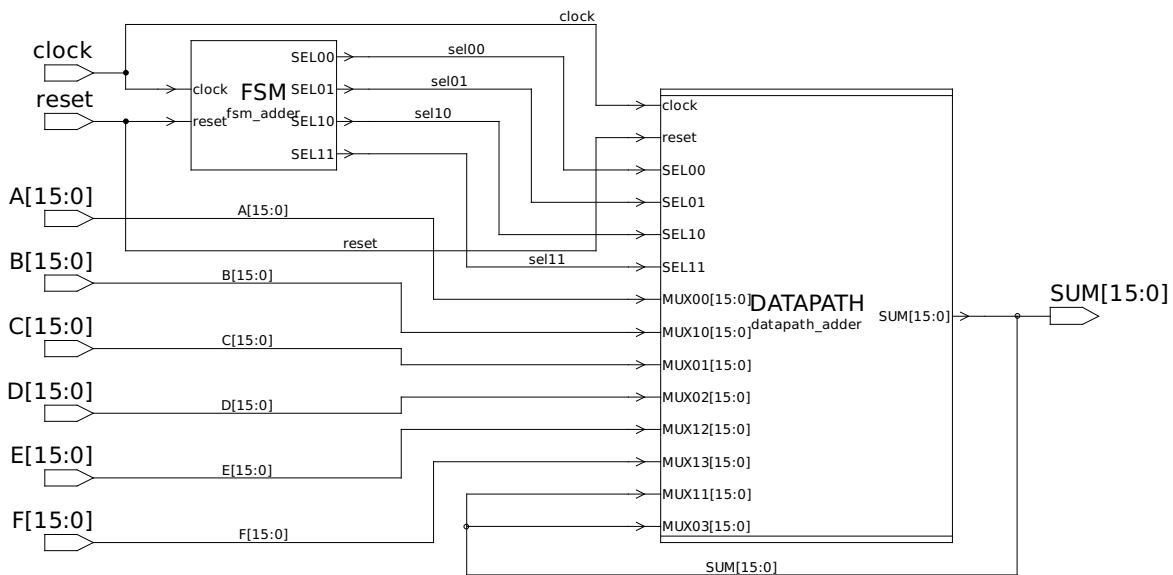 clock
clock
sel00
SEL00
clock
FSM
sel01
SEL01
clock
reset
fsm_adder
sel10
SEL10
reset
reset
SEL11
SEL00
A[15:0]
A[15:0]
SEL01
reset
SEL10
B[15:0]
B[15:0]
sel11
SEL11
MUX00[15:0]
DATAPATH
SUM[15:0]
C[15:0]
C[15:0]
MUX10[15:0]
datapath_adder
SUM[15:0]
MUX01[15:0]
D[15:0]
D[15:0]
MUX02[15:0]
MUX12[15:0]
E[15:0]
E[15:0]
MUX13[15:0]
MUX11[15:0]
F[15:0]
F[15:0]
MUX03[15:0]
SUM[15:0]